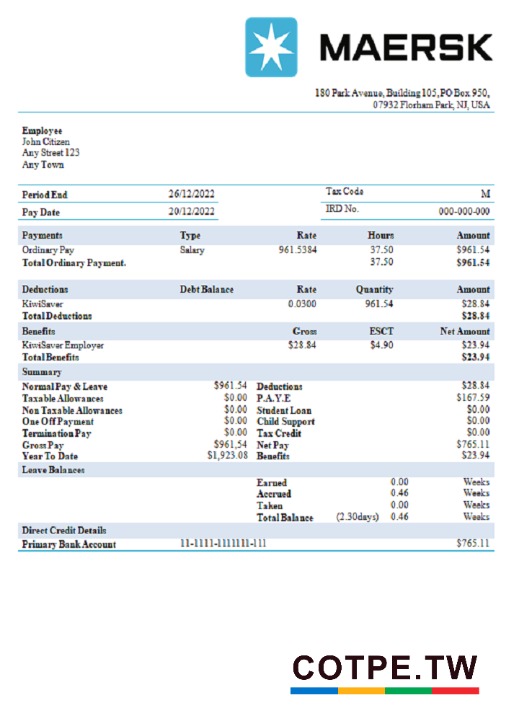 MAERSK
180 Park Avenue, Building 105, PO Box 950,
07932 Florham Park, NJ, USA
Employee
John Citizen
Any Street 123
Any Town
Period End 26/12/2022 Tax Code M
Pay Date 20/12/2022 IRD No. 000-000-000
Payments Type Rate Hours Amount
Ordinary Pay Salary 961.5384 37.50 $961.54
Total Ordinary Payment. 37.50 $961.54
Deductions Debt Balance Rate Quantity Amount
KiwiSaver 0.0300 961.54 $28.84
Total Deductions $28.84
Benefits Gross ESCT Net Amount
KiwiSaver Employer $28.84 $4.90 $23.94
Total Benefits $23.94
Summary
Normal Pay & Leave $961.54 Deductions $28.84
Taxable Allowances $0.00 P.A.Y.E $167.59
Non Taxable Allowances $0.00 Student Loan $0.00
One Off Payment $0.00 Child Support $0.00
Termination Pay $0.00 Tax Credit $0.00
Gross Pay $961,54 Net Pay $765.11
Year To Date $1,923.08 Benefits $23.94
Leave Balances
Earned 0.00 Weeks
Accrued 0.46 Weeks
Taken 0.00 Weeks
Total Balance (2.30days) 0.46 Weeks
Direct Credit Details
Primary Bank Account 11-1111-1111111-111 $765.11
COTPE.TW